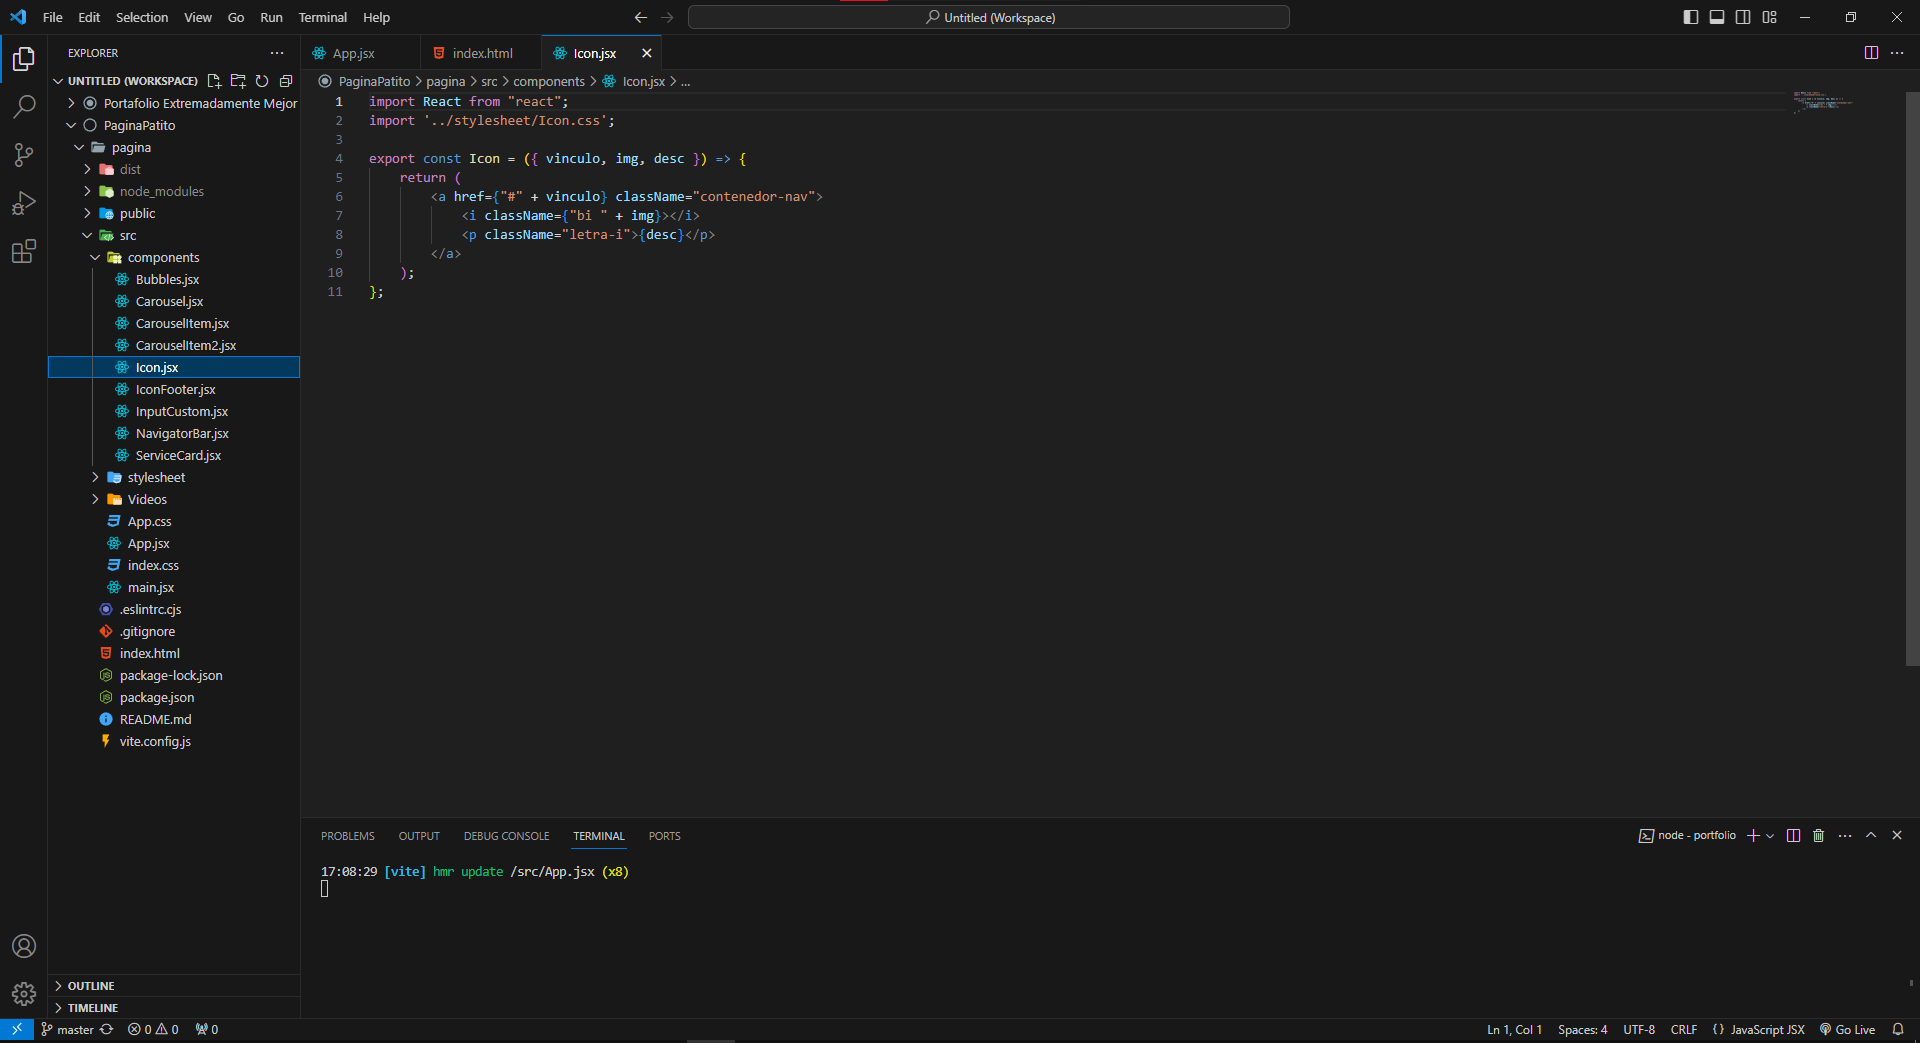 File Edit Selection View Go Run Terminal Help
Untitled (Workspace)
EXPLORER
UNTITLED (WORKSPACE)
Portafolio Extremadamente Mejor
PaginaPatito
pagina
dist
node_modules
public
src
components
Bubbles.jsx
Carousel.jsx
CarouselItem.jsx
CarouselItem2.jsx
Icon.jsx
IconFooter.jsx
InputCustom.jsx
NavigatorBar.jsx
ServiceCard.jsx
stylesheet
Videos
App.css
App.jsx
index.css
main.jsx
.eslintrc.cjs
.gitignore
index.html
package-lock.json
package.json
README.md
vite.config.js
OUTLINE
TIMELINE
App.jsx index.html Icon.jsx
PaginaPatito > pagina > src > components > Icon.jsx > ...
1 import React from "react";
2 import '../stylesheet/Icon.css';
3
4 export const Icon = ({ vinculo, img, desc }) => {
5 return (
6 <a href={"#" + vinculo} className="contenedor-nav">
7 <i className={"bi " + img}></i>
8 <p className="letra-i">{desc}</p>
9 </a>
10 );
11 };
PROBLEMS OUTPUT DEBUG CONSOLE TERMINAL PORTS
node - portfolio
17:08:29 [vite] hmr update /src/App.jsx (x8)
master 0 0 0
Ln 1, Col 1 Spaces: 4 UTF-8 CRLF {} JavaScript JSX Go Live